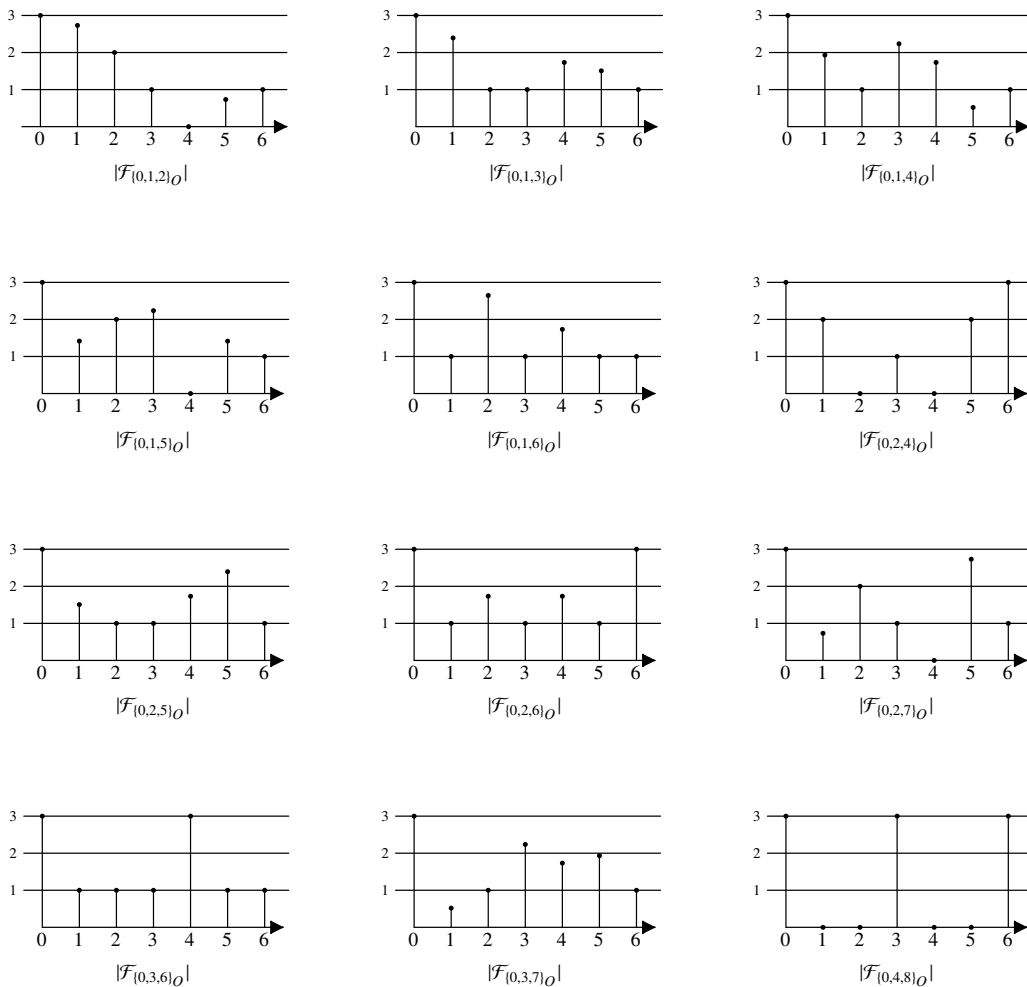 3
2
1
0 1 2 3 4 5 6
|ℱ{0,1,2}O|
3
2
1
0 1 2 3 4 5 6
|ℱ{0,1,3}O|
3
2
1
0 1 2 3 4 5 6
|ℱ{0,1,4}O|
3
2
1
0 1 2 3 4 5 6
|ℱ{0,1,5}O|
3
2
1
0 1 2 3 4 5 6
|ℱ{0,1,6}O|
3
2
1
0 1 2 3 4 5 6
|ℱ{0,2,4}O|
3
2
1
0 1 2 3 4 5 6
|ℱ{0,2,5}O|
3
2
1
0 1 2 3 4 5 6
|ℱ{0,2,6}O|
3
2
1
0 1 2 3 4 5 6
|ℱ{0,2,7}O|
3
2
1
0 1 2 3 4 5 6
|ℱ{0,3,6}O|
3
2
1
0 1 2 3 4 5 6
|ℱ{0,3,7}O|
3
2
1
0 1 2 3 4 5 6
|ℱ{0,4,8}O|